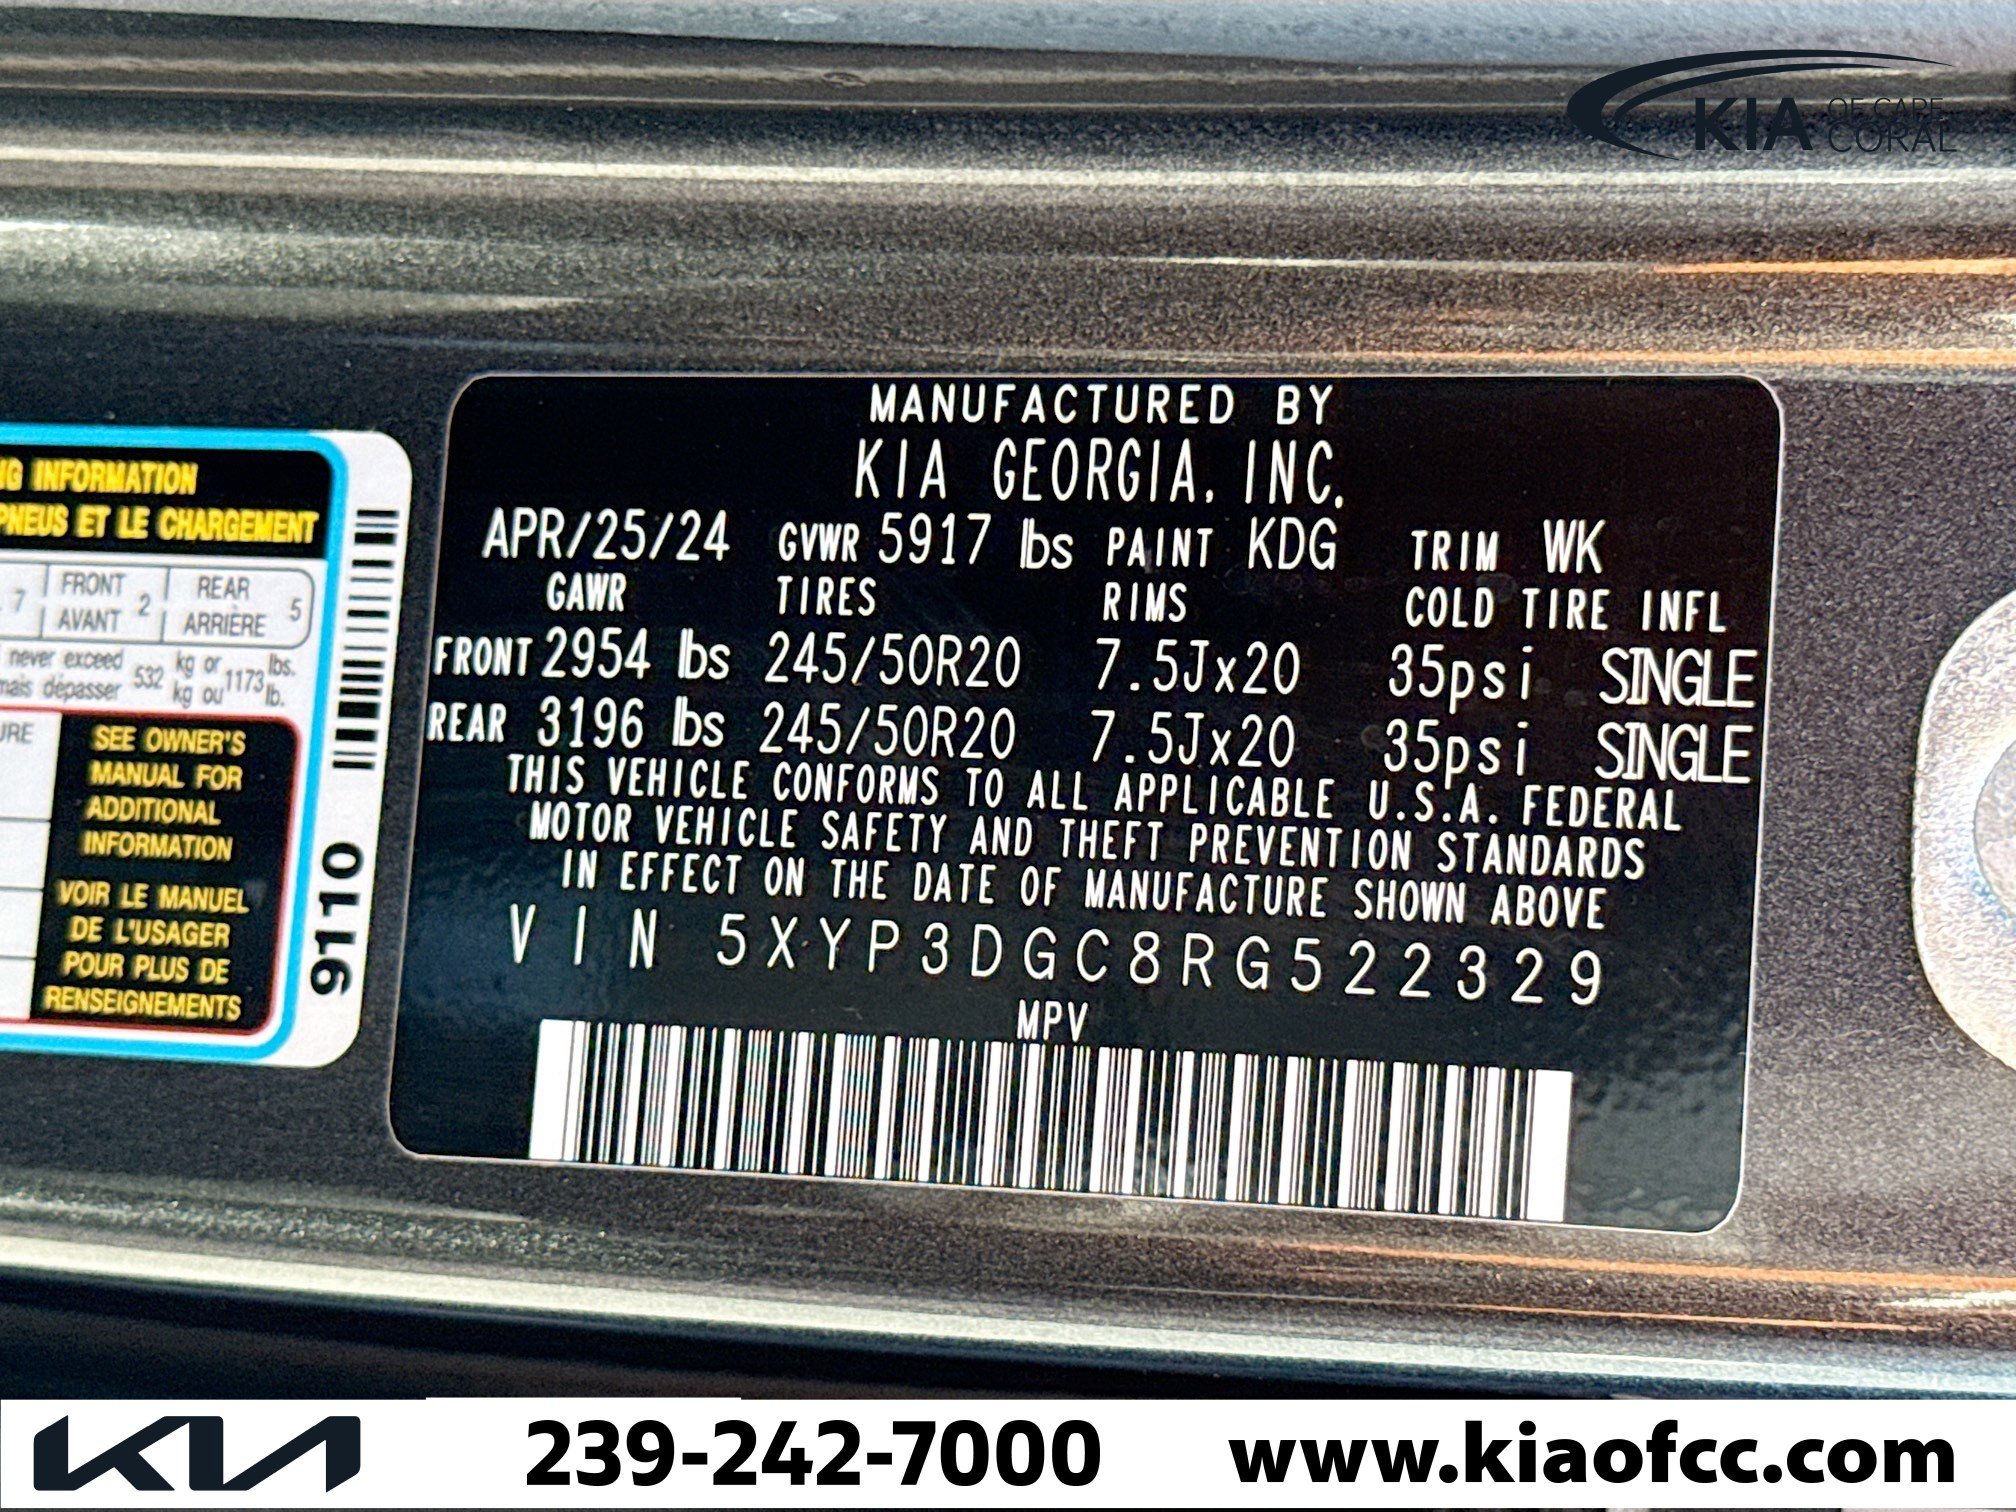 KIA OF CAPE CORAL
MANUFACTURED BY
KIA GEORGIA, INC.
APR/25/24 GVWR 5917 lbs PAINT KDG TRIM WK
GAWR TIRES RIMS COLD TIRE INFL
FRONT 2954 lbs 245/50R20 7.5Jx20 35psi SINGLE
REAR 3196 lbs 245/50R20 7.5Jx20 35psi SINGLE
THIS VEHICLE CONFORMS TO ALL APPLICABLE U.S.A. FEDERAL
MOTOR VEHICLE SAFETY AND THEFT PREVENTION STANDARDS
IN EFFECT ON THE DATE OF MANUFACTURE SHOWN ABOVE
VIN 5XYP3DGC8RG522329
MPV
INFORMATION
PNEUS ET LE CHARGEMENT
7 FRONT 2 REAR 5
AVANT ARRIÈRE
never exceed 532 kg or 1173 lbs.
dépasser kg ou lb.
SEE OWNER'S
MANUAL FOR
ADDITIONAL
INFORMATION
VOIR LE MANUEL
DE L'USAGER
POUR PLUS DE
RENSEIGNEMENTS
9110
KIA 239-242-7000 www.kiaofcc.com